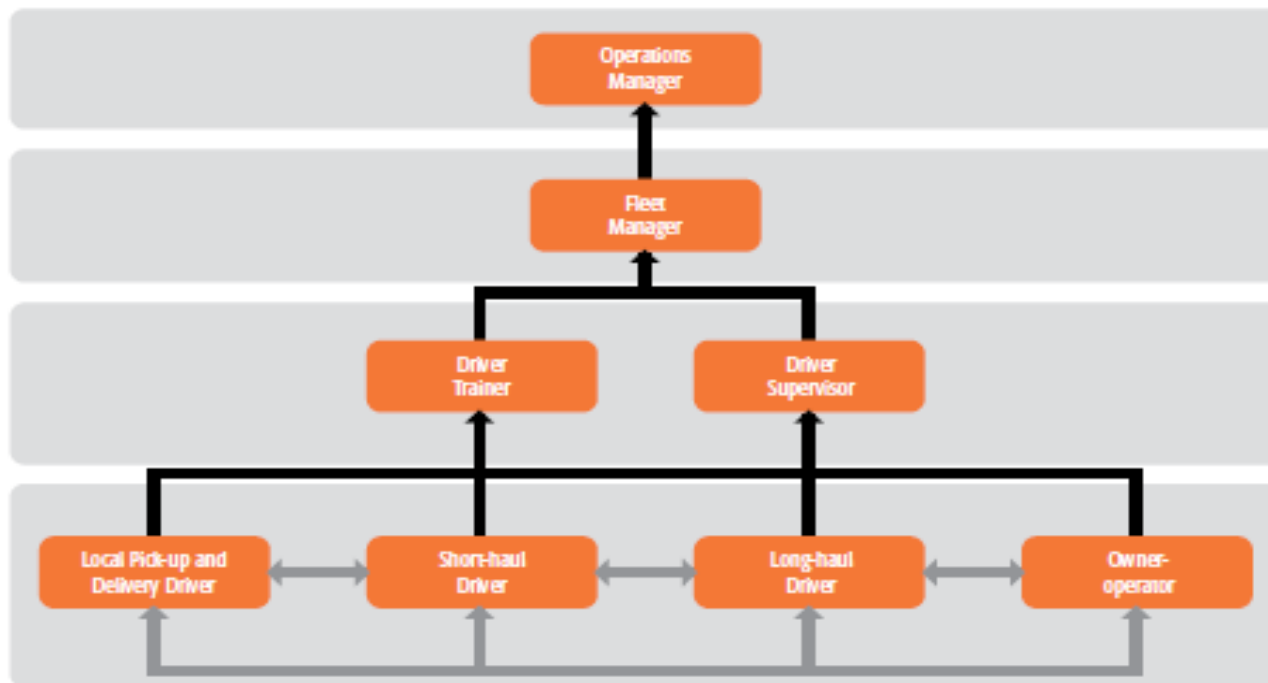 Operations
Manager
Fleet
Manager
Driver
Trainer
Driver
Supervisor
Local Pick-up and
Delivery Driver
Short-haul
Driver
Long-haul
Driver
Owner-
operator